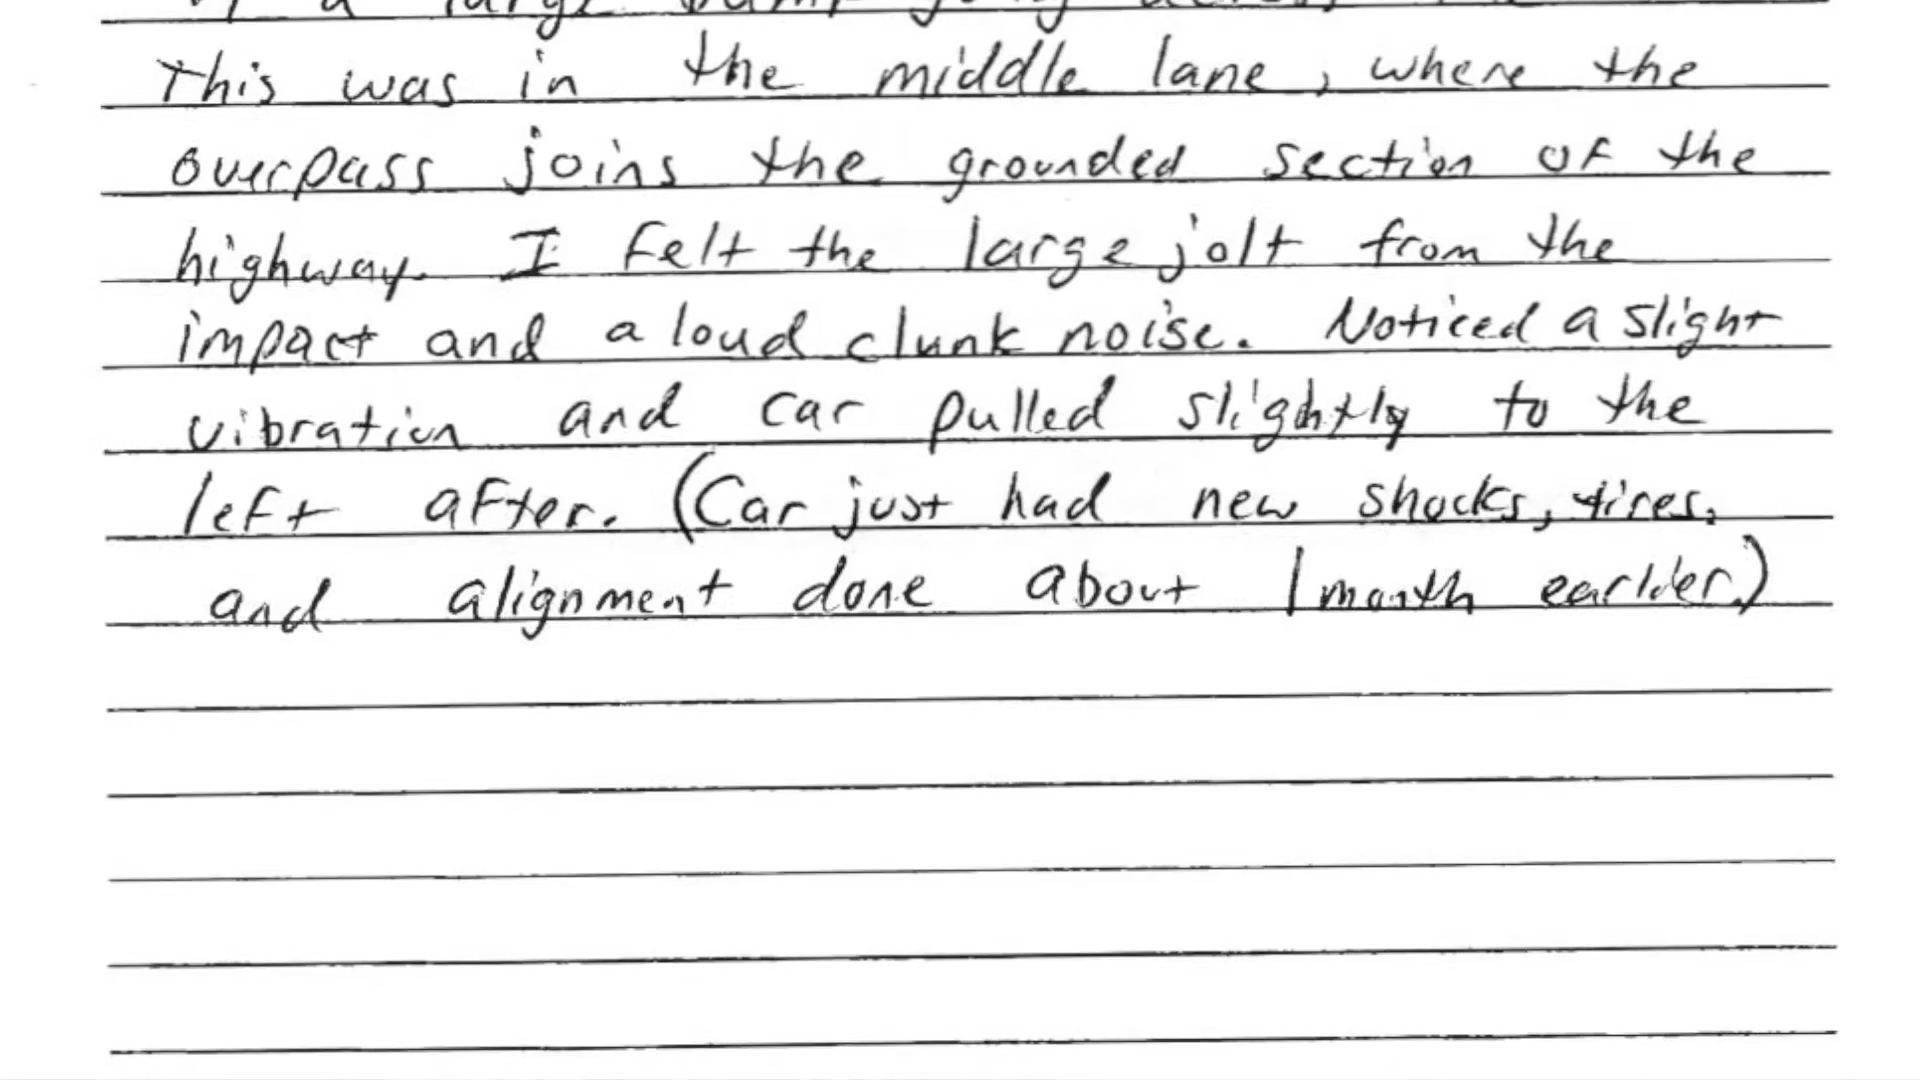 This was in the middle lane, where the
overpass joins the grounded section of the
highway. I felt the large jolt from the
impact and a loud clunk noise. Noticed a slight
vibration and car pulled slightly to the
left after. (Car just had new shocks, tires,
and alignment done about 1 month earlier.)